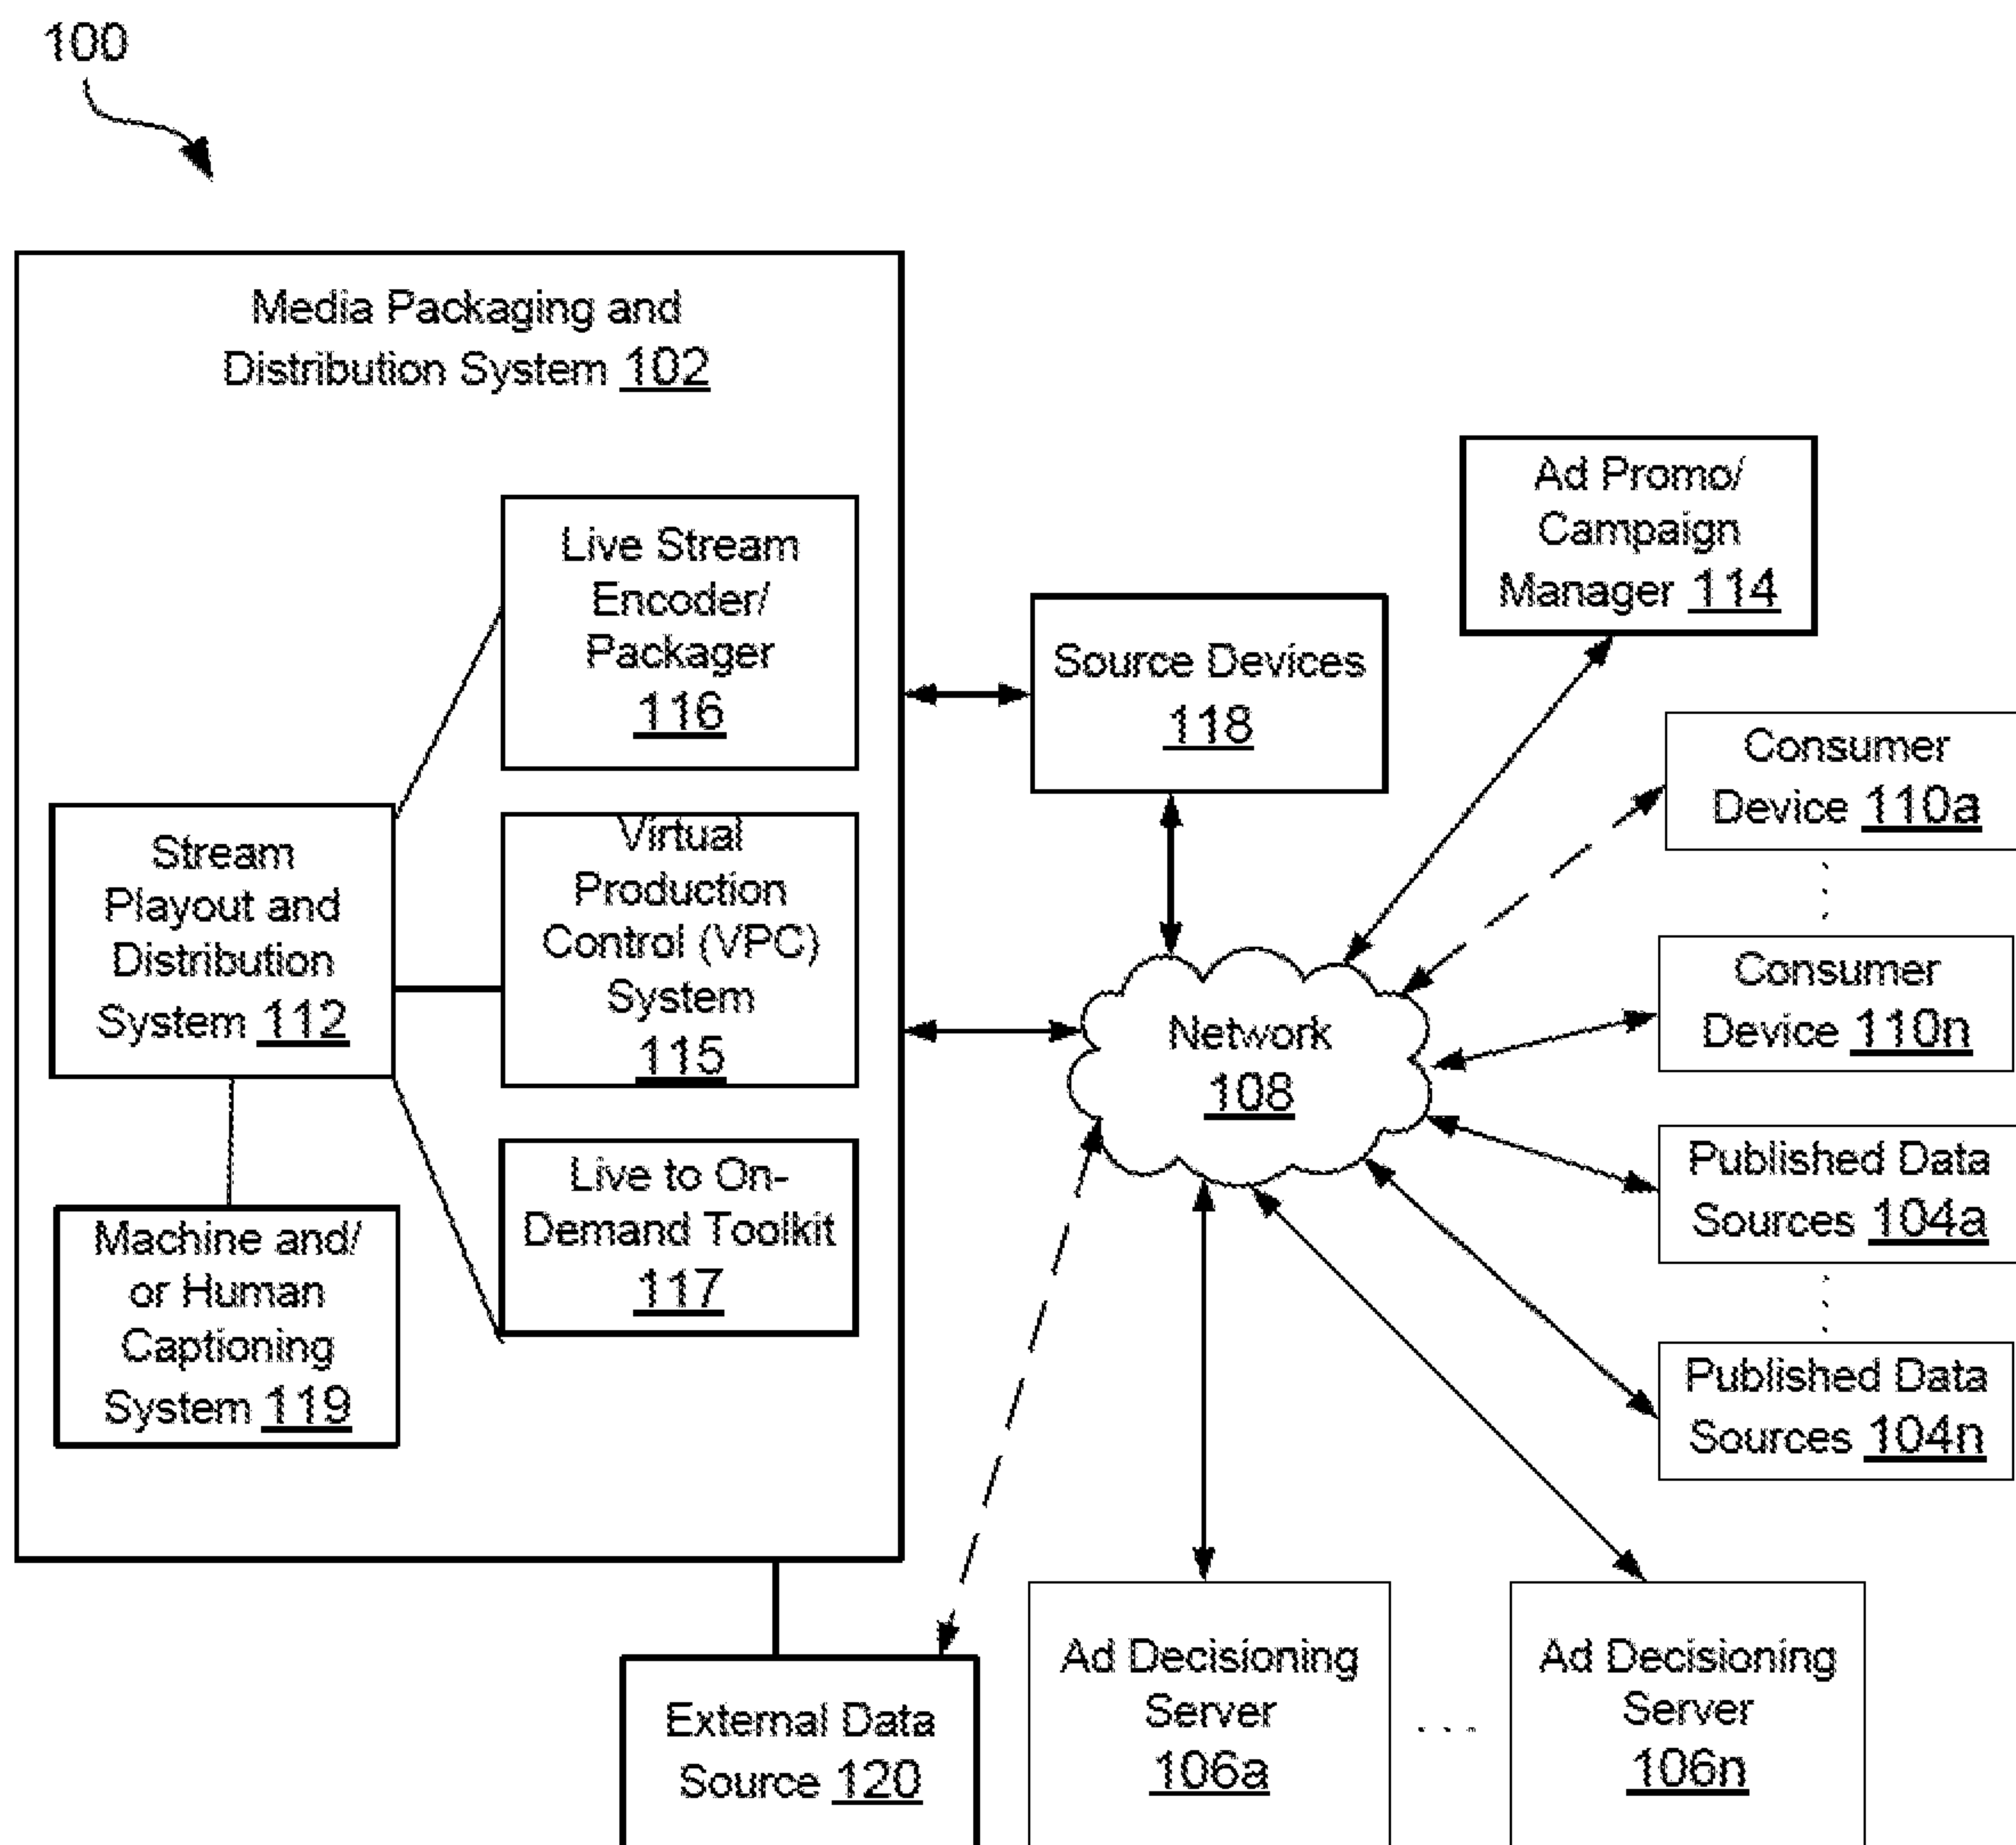 100
Media Packaging and
Distribution System 102
Live Stream
Encoder/
Packager
116
Stream
Playout and
Distribution
System 112
Virtual
Production
Control (VPC)
System
115
Machine and/
or Human
Captioning
System 119
Live to On-
Demand Toolkit
117
Source Devices
118
Ad Promo/
Campaign
Manager 114
Consumer
Device 110a
Consumer
Device 110n
Network
108
Published Data
Sources 104a
Published Data
Sources 104n
External Data
Source 120
Ad Decisioning
Server
106a
. . .
Ad Decisioning
Server
106n